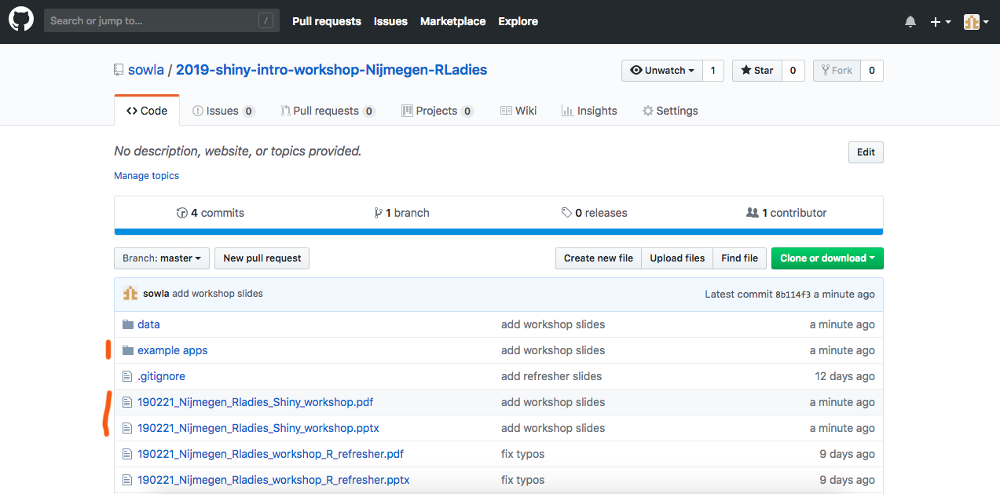 Search or jump to... / Pull requests Issues Marketplace Explore
sowla / 2019-shiny-intro-workshop-Nijmegen-RLadies Unwatch 1 Star 0 Fork 0
Code Issues 0 Pull requests 0 Projects 0 Wiki Insights Settings
No description, website, or topics provided. Edit
Manage topics
4 commits 1 branch 0 releases 1 contributor
Branch: master New pull request Create new file Upload files Find file Clone or download
sowla add workshop slides Latest commit 8b114f3 a minute ago
data add workshop slides a minute ago
example apps add workshop slides a minute ago
.gitignore add refresher slides 12 days ago
190221_Nijmegen_Rladies_Shiny_workshop.pdf add workshop slides a minute ago
190221_Nijmegen_Rladies_Shiny_workshop.pptx add workshop slides a minute ago
190221_Nijmegen_Rladies_workshop_R_refresher.pdf fix typos 9 days ago
190221_Nijmegen_Rladies_workshop_R_refresher.pptx fix typos 9 days ago